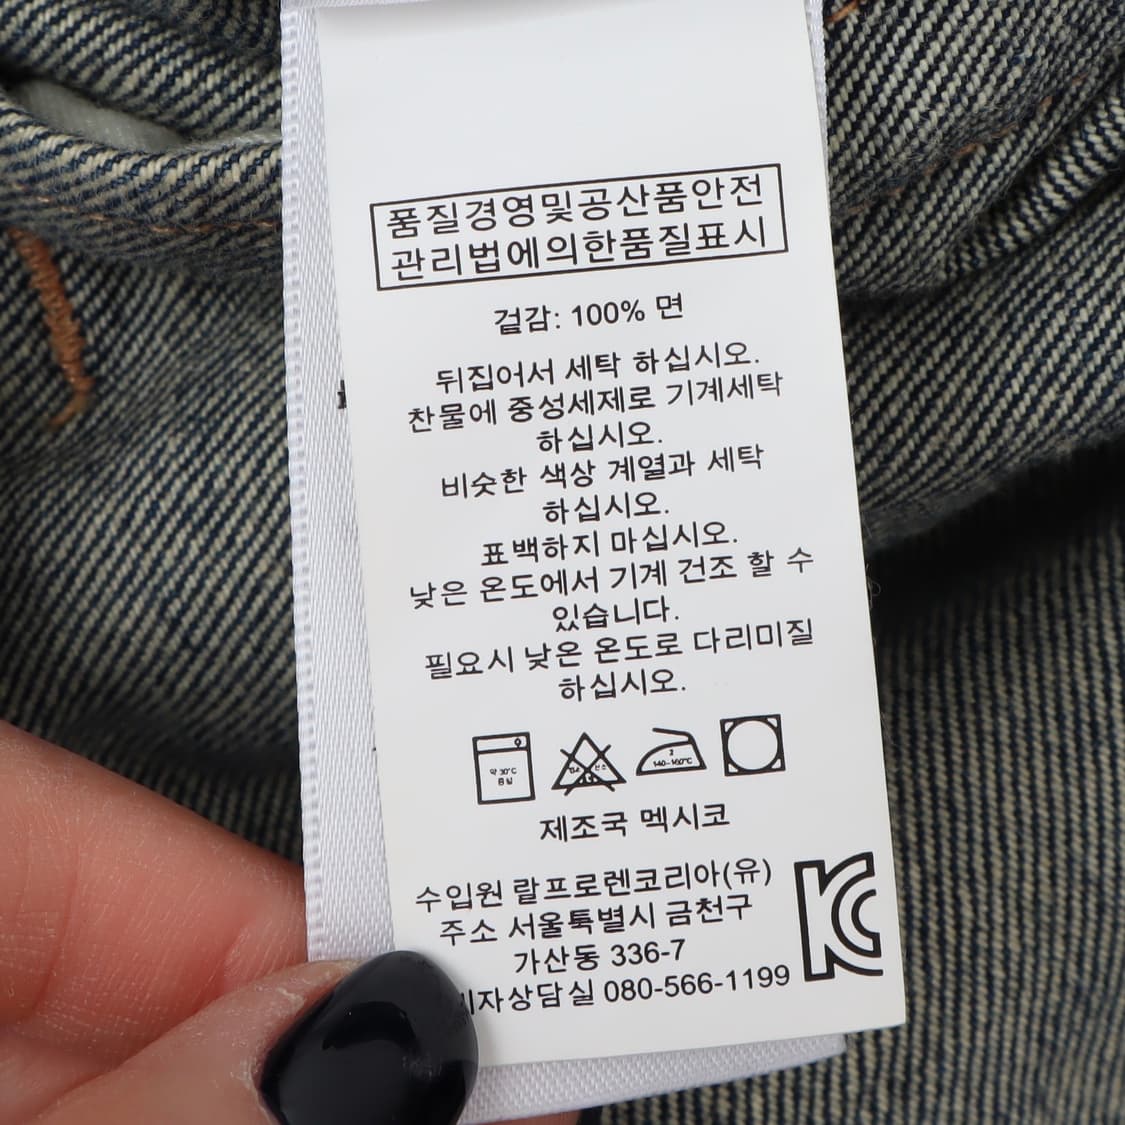 품질경영및공산품안전
관리법에의한품질표시
겉감: 100% 면
뒤집어서 세탁 하십시오.
찬물에 중성세제로 기계세탁
하십시오.
비슷한 색상 계열과 세탁
하십시오.
표백하지 마십시오.
낮은 온도에서 기계 건조 할 수
있습니다.
필요시 낮은 온도로 다리미질
하십시오.
약 30℃
중성
2
140~160℃
제조국 멕시코
수입원 랄프로렌코리아(유)
주소 서울특별시 금천구
가산동 336-7
자상담실 080-566-1199
KC